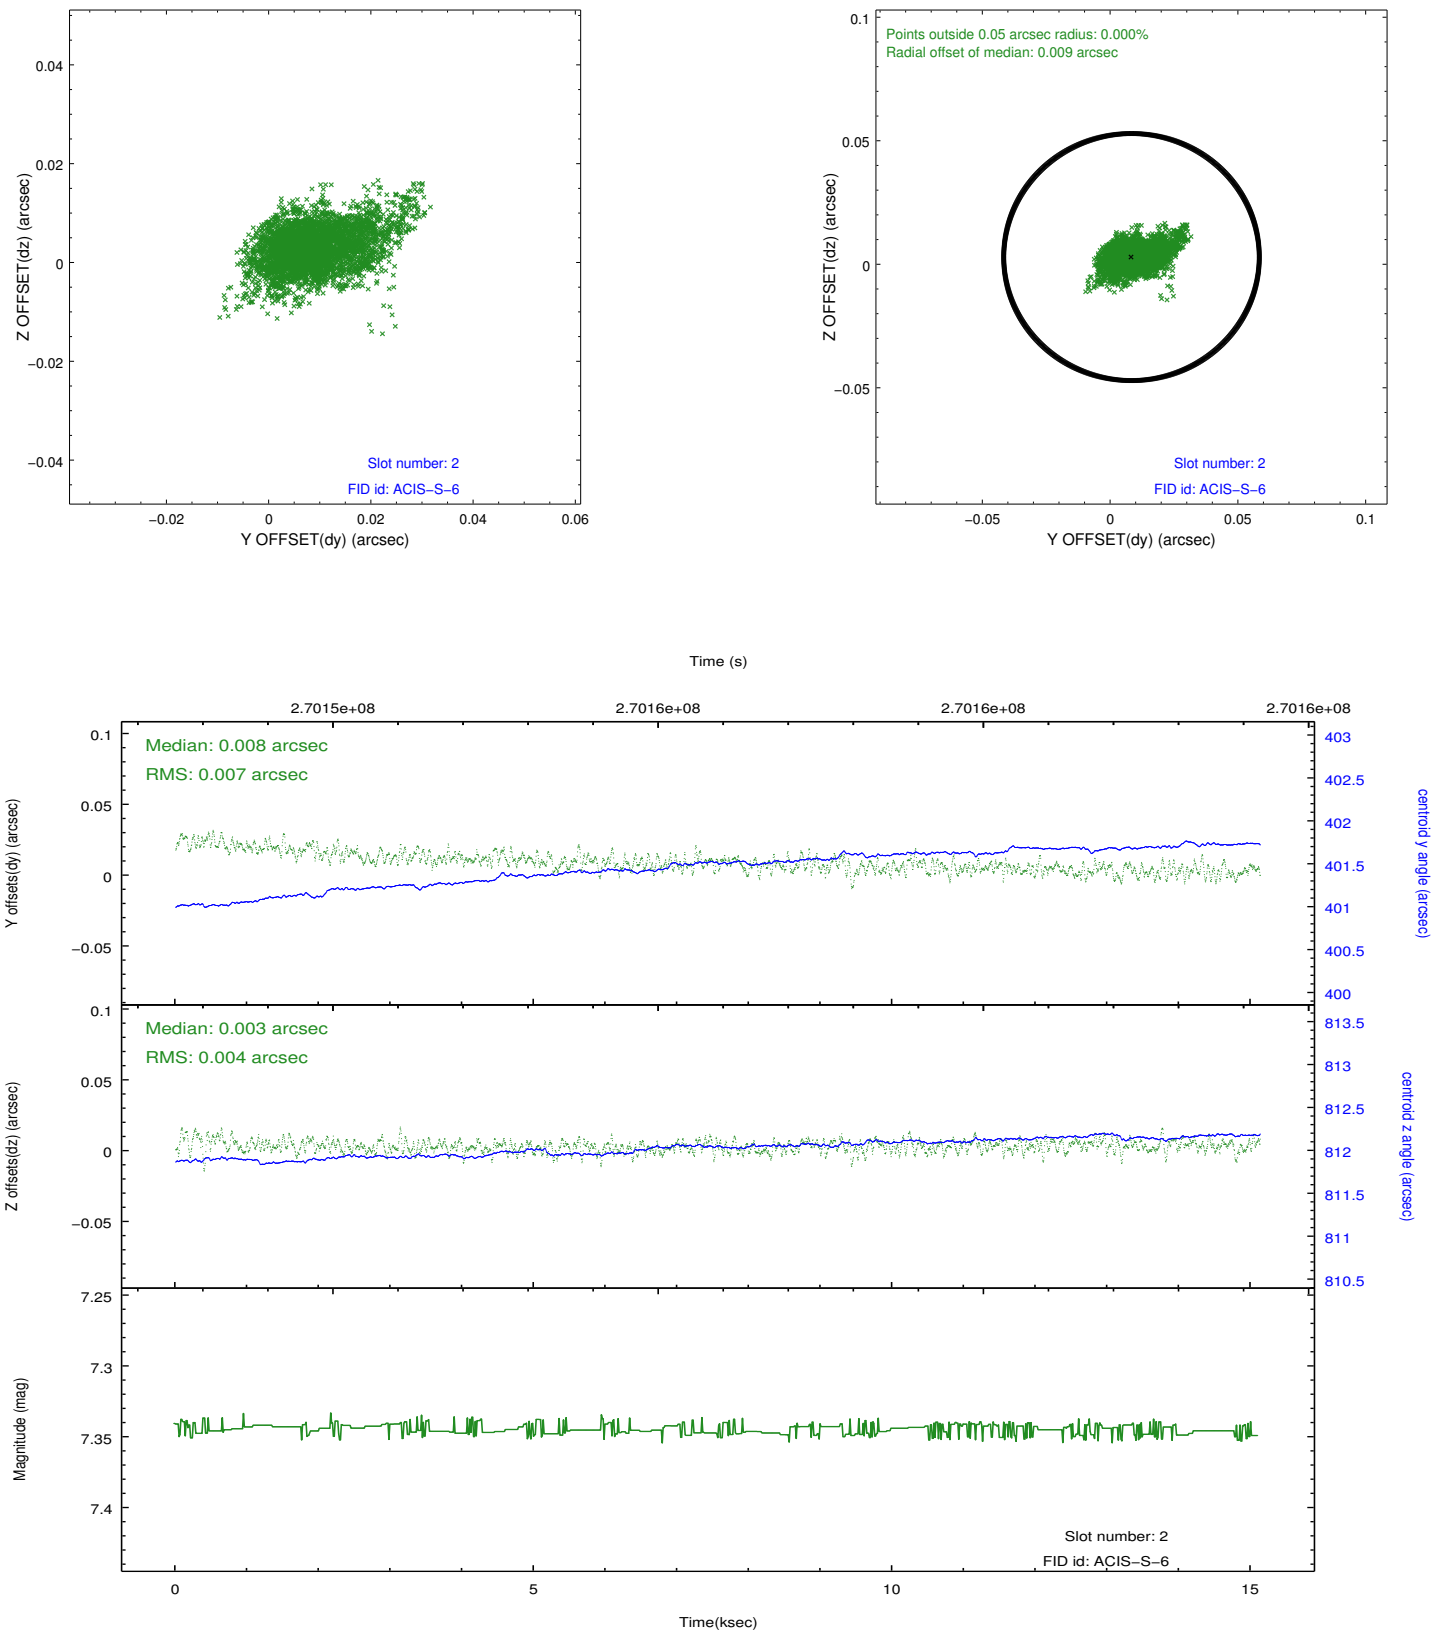 0.04
0.02
0
−0.02
−0.04
Z OFFSET(dz) (arcsec)
Slot number: 2
FID id: ACIS−S−6
−0.02 0 0.02 0.04 0.06
Y OFFSET(dy) (arcsec)
Points outside 0.05 arcsec radius: 0.000%
Radial offset of median: 0.009 arcsec
0.1
0.05
0
−0.05
Z OFFSET(dz) (arcsec)
Slot number: 2
FID id: ACIS−S−6
−0.05 0 0.05 0.1
Y OFFSET(dy) (arcsec)
Time (s)
2.7015e+08 2.7016e+08 2.7016e+08 2.7016e+08
Median: 0.008 arcsec
RMS: 0.007 arcsec
0.1
0.05
0
−0.05
Y offsets(dy) (arcsec)
403
402.5
402
401.5
401
400.5
400
centroid y angle (arcsec)
Median: 0.003 arcsec
RMS: 0.004 arcsec
0.1
0.05
0
−0.05
Z offsets(dz) (arcsec)
813.5
813
812.5
812
811.5
811
810.5
centroid z angle (arcsec)
7.25
7.3
7.35
7.4
Magnitude (mag)
Slot number: 2
FID id: ACIS−S−6
0 5 10 15
Time(ksec)